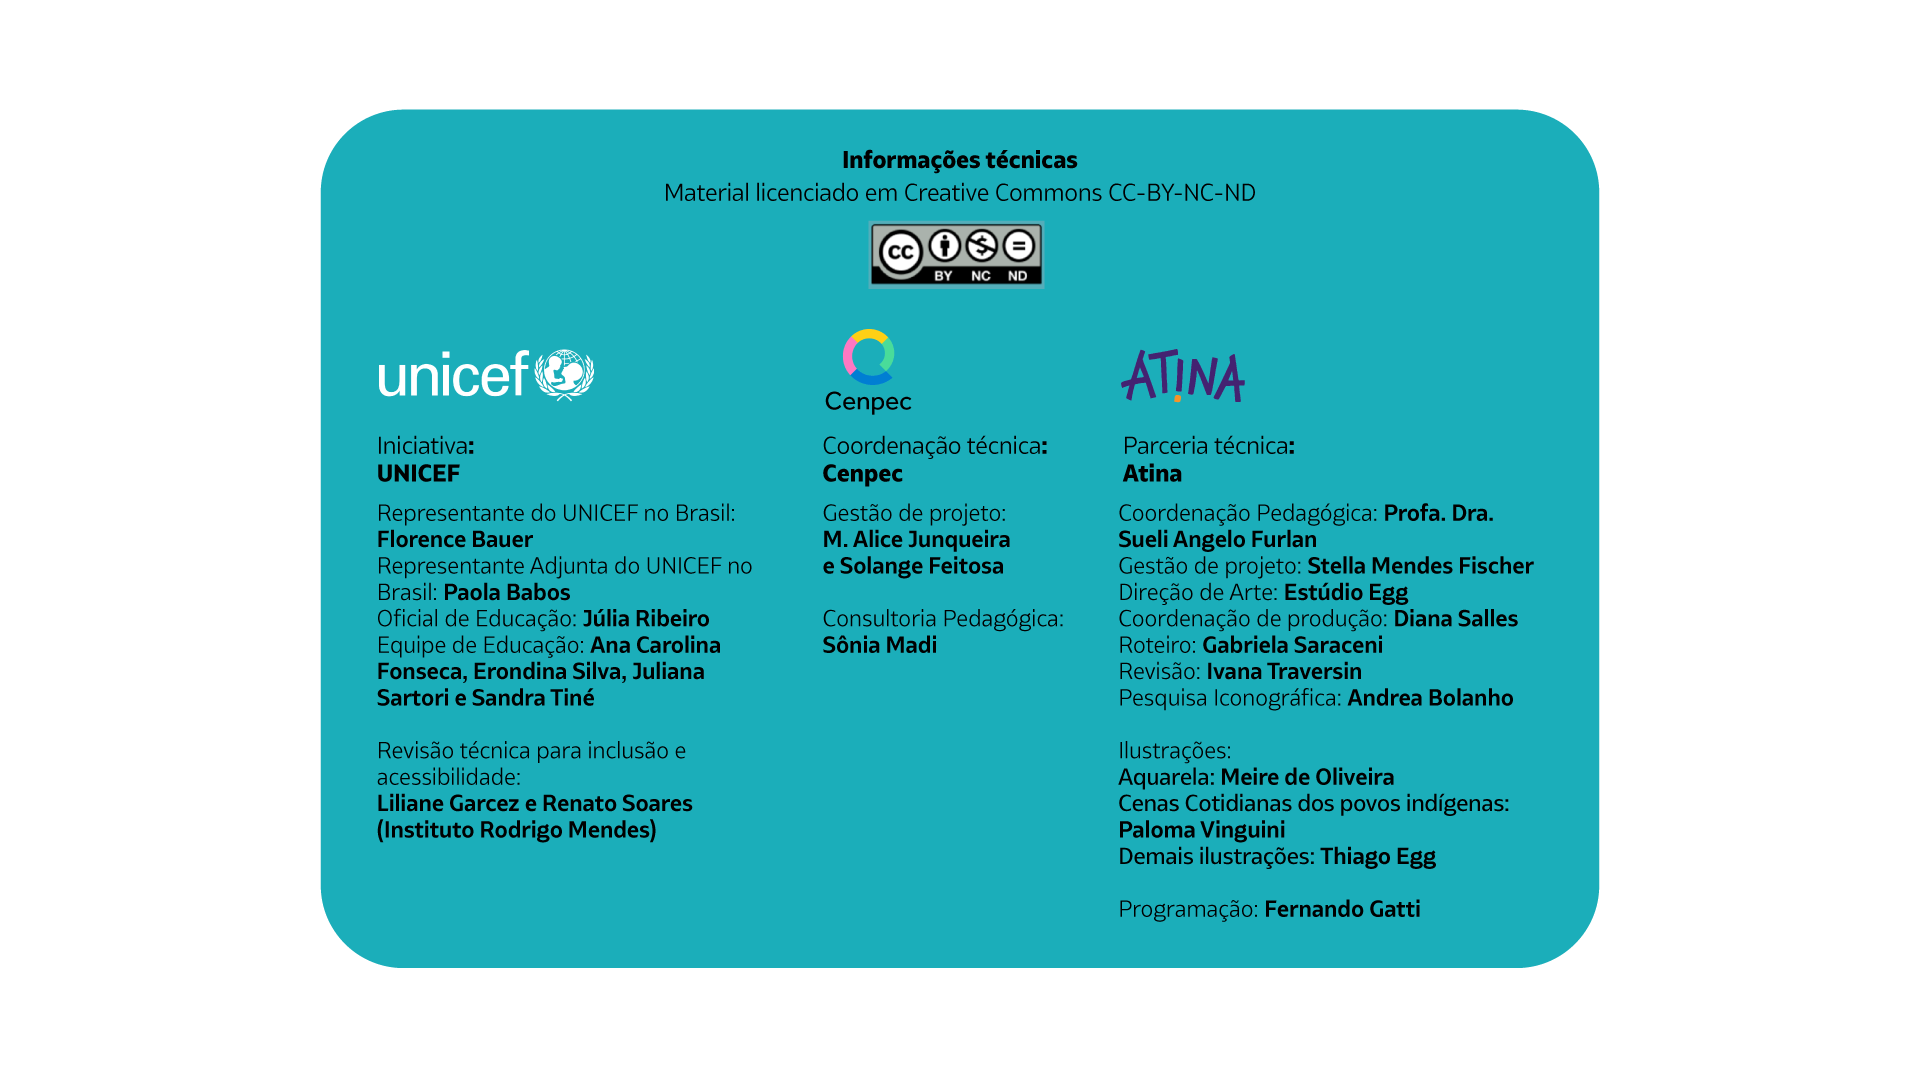 Informações técnicas
Material licenciado em Creative Commons CC-BY-NC-ND
cc BY NC ND
unicef
Iniciativa:
UNICEF
Representante do UNICEF no Brasil:
Florence Bauer
Representante Adjunta do UNICEF no
Brasil: Paola Babos
Oficial de Educação: Júlia Ribeiro
Equipe de Educação: Ana Carolina
Fonseca, Erondina Silva, Juliana
Sartori e Sandra Tiné
Revisão técnica para inclusão e
acessibilidade:
Liliane Garcez e Renato Soares
(Instituto Rodrigo Mendes)
Cenpec
Coordenação técnica:
Cenpec
Gestão de projeto:
M. Alice Junqueira
e Solange Feitosa
Consultoria Pedagógica:
Sônia Madi
ATINA
Parceria técnica:
Atina
Coordenação Pedagógica: Profa. Dra.
Sueli Angelo Furlan
Gestão de projeto: Stella Mendes Fischer
Direção de Arte: Estúdio Egg
Coordenação de produção: Diana Salles
Roteiro: Gabriela Saraceni
Revisão: Ivana Traversin
Pesquisa Iconográfica: Andrea Bolanho
Ilustrações:
Aquarela: Meire de Oliveira
Cenas Cotidianas dos povos indígenas:
Paloma Vinguini
Demais ilustrações: Thiago Egg
Programação: Fernando Gatti